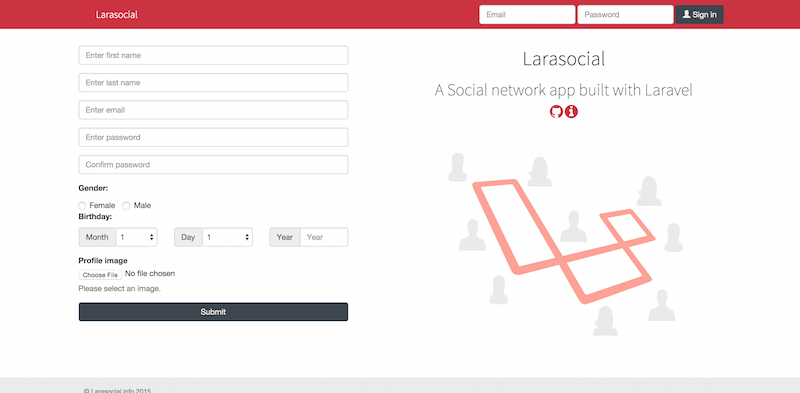 Larasocial
Email
Password
Sign in
Enter first name
Enter last name
Enter email
Enter password
Confirm password
Gender:
Female Male
Birthday:
Month 1 Day 1 Year Year
Profile image
Choose File No file chosen
Please select an image.
Submit
Larasocial
A Social network app built with Laravel
© Larasocial.info 2015